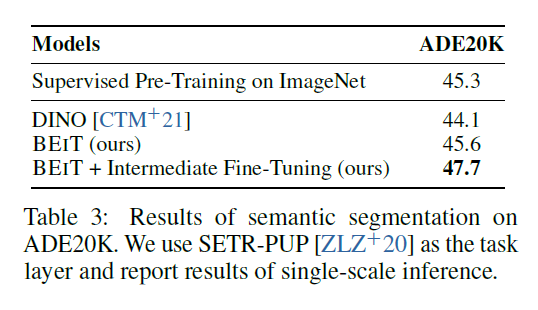 Models ADE20K
Supervised Pre-Training on ImageNet 45.3
DINO [CTM+21] 44.1
BEIT (ours) 45.6
BEIT + Intermediate Fine-Tuning (ours) 47.7
Table 3: Results of semantic segmentation on
ADE20K. We use SETR-PUP [ZLZ+20] as the task
layer and report results of single-scale inference.